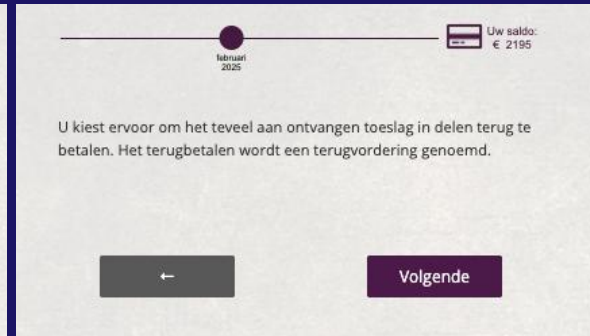 Uw saldo:
€ 2195
februari
2025
U kiest ervoor om het teveel aan ontvangen toeslag in delen terug te
betalen. Het terugbetalen wordt een terugvordering genoemd.
←
Volgende